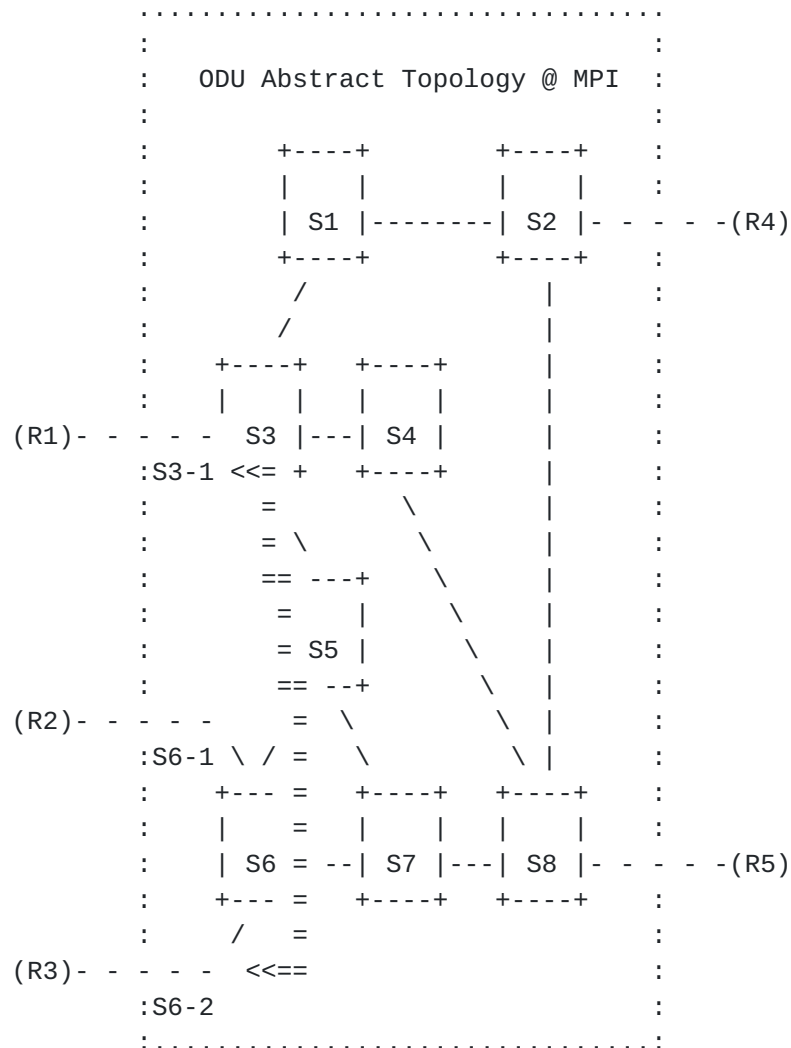 ODU Abstract Topology @ MPI
S1 S2 (R4)
(R1) S3 S4
S3-1
S5
(R2)
S6-1
S6 S7 S8 (R5)
(R3)
S6-2